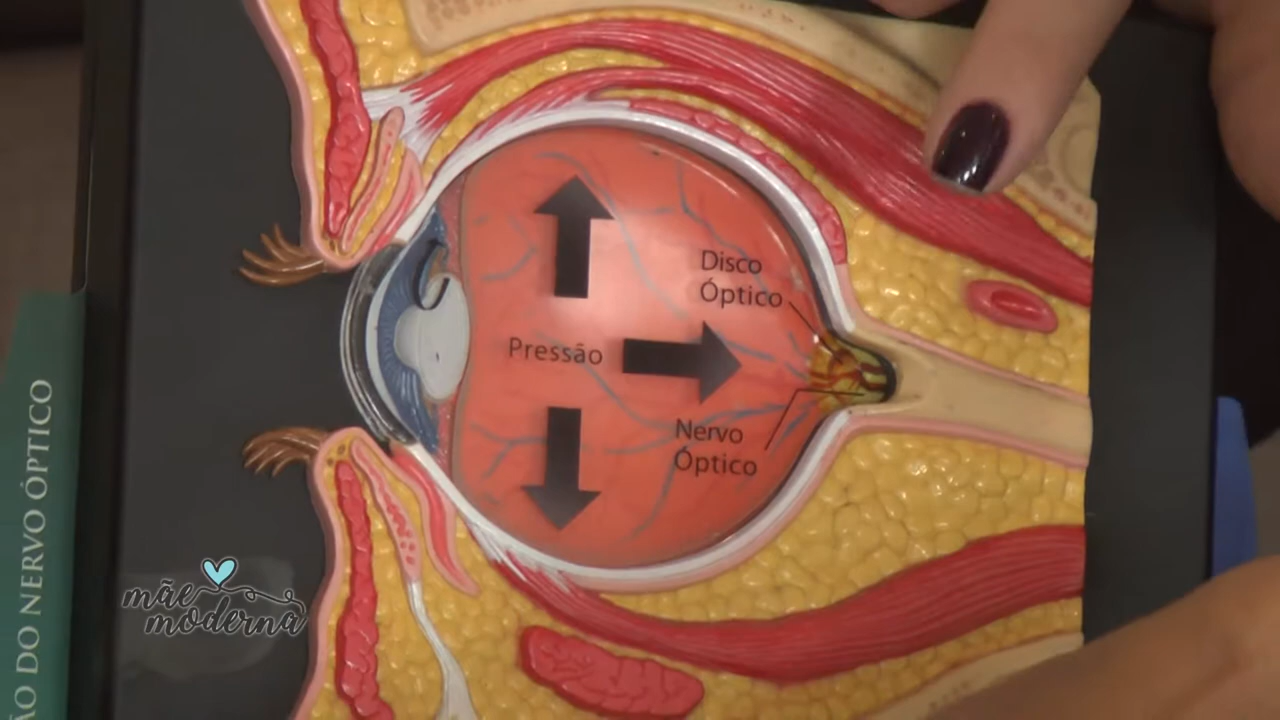 Disco
Óptico
Pressão
Nervo
Óptico
ÃO DO NERVO ÓPTICO
mãe
moderna